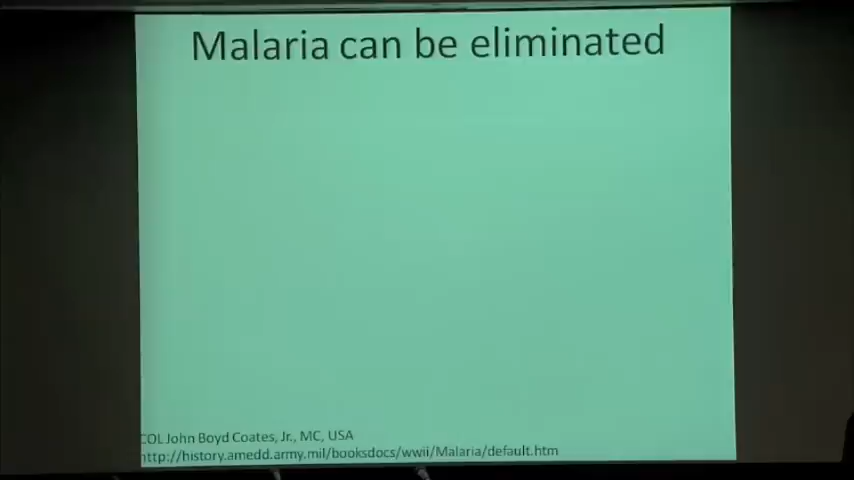 Malaria can be eliminated
COL John Boyd Coates, Jr., MC, USA
http://history.amedd.army.mil/booksdocs/wwii/Malaria/default.htm